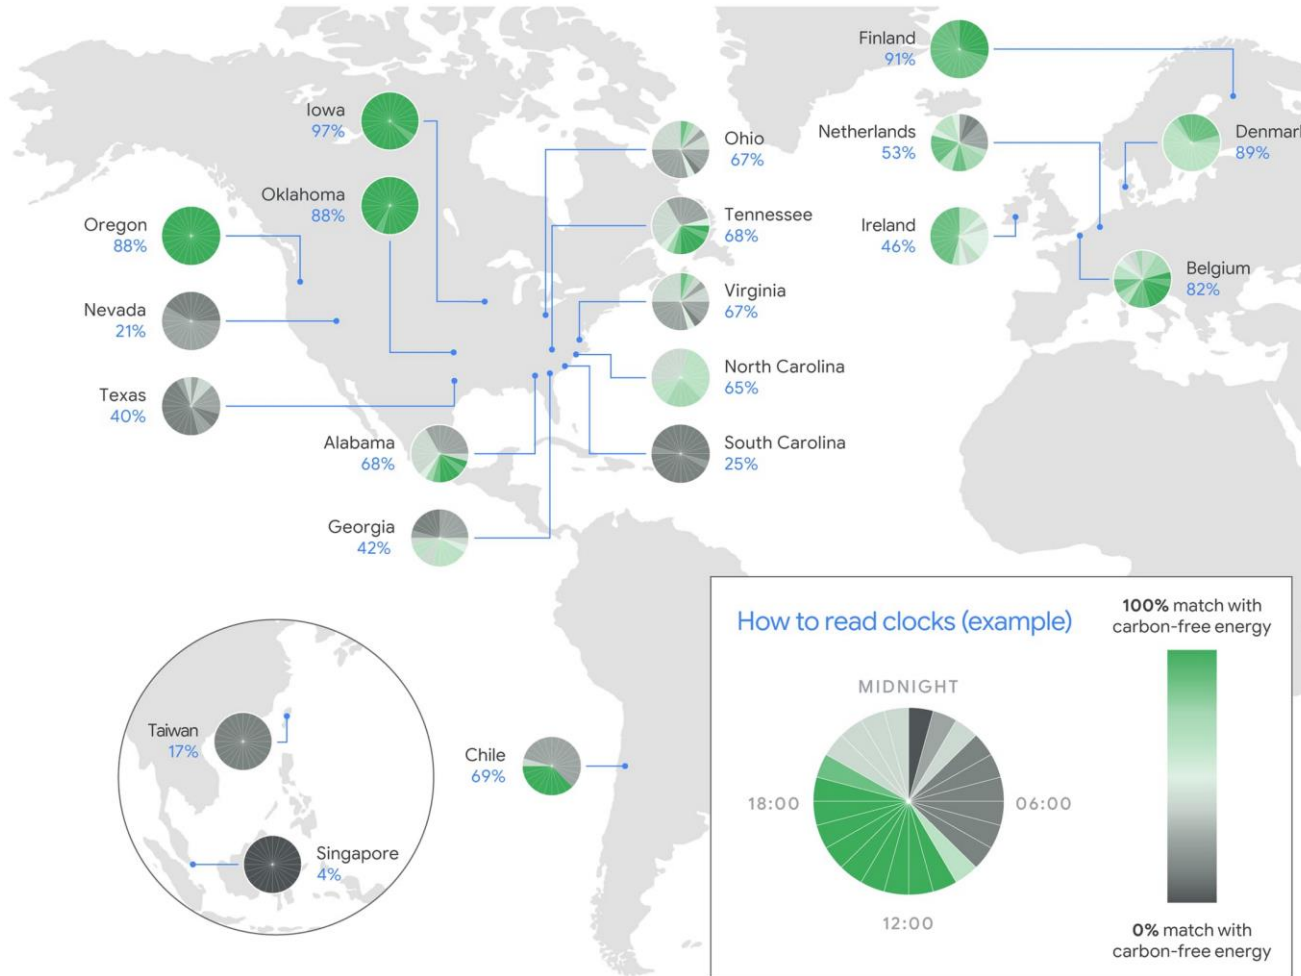 Finland
91%
Iowa
97%
Ohio
67%
Netherlands
53%
Denmark
89%
Oklahoma
88%
Tennessee
68%
Oregon
88%
Ireland
46%
Belgium
82%
Nevada
21%
Virginia
67%
Texas
40%
North Carolina
65%
Alabama
68%
South Carolina
25%
Georgia
42%
Taiwan
17%
Chile
69%
Singapore
4%
How to read clocks (example)
MIDNIGHT
18:00
06:00
12:00
100% match with
carbon-free energy
0% match with
carbon-free energy